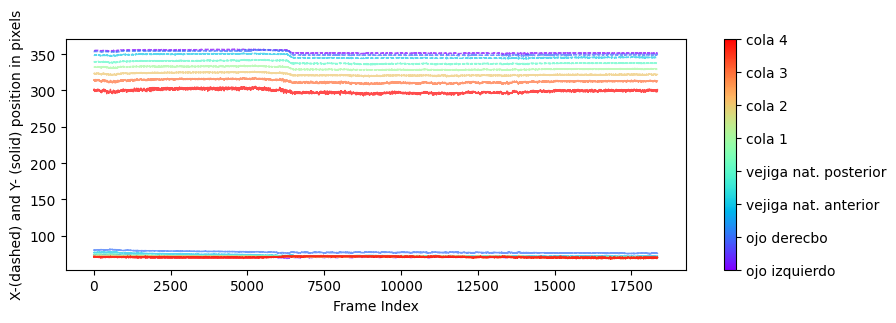 X-(dashed) and Y- (solid) position in pixels
350
300
250
200
150
100
0
2500
5000
7500
10000
12500
15000
17500
Frame Index
cola 4
cola 3
cola 2
cola 1
vejiga nat. posterior
vejiga nat. anterior
ojo derecbo
ojo izquierdo